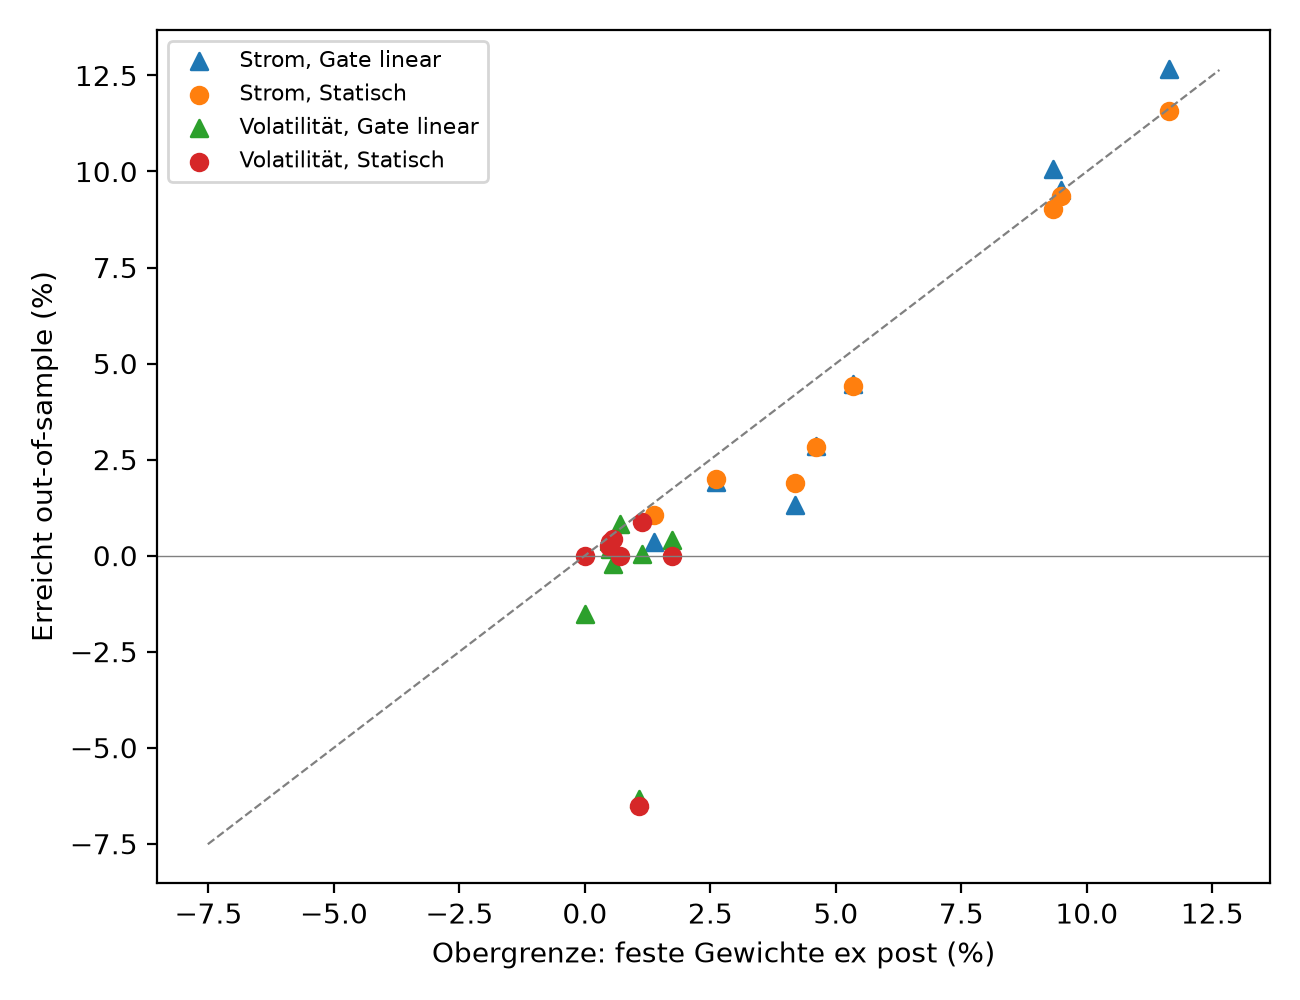 Strom, Gate linear
Strom, Statisch
Volatilität, Gate linear
Volatilität, Statisch
12.5
10.0
7.5
5.0
2.5
0.0
−2.5
−5.0
−7.5
Erreicht out-of-sample (%)
−7.5 −5.0 −2.5 0.0 2.5 5.0 7.5 10.0 12.5
Obergrenze: feste Gewichte ex post (%)